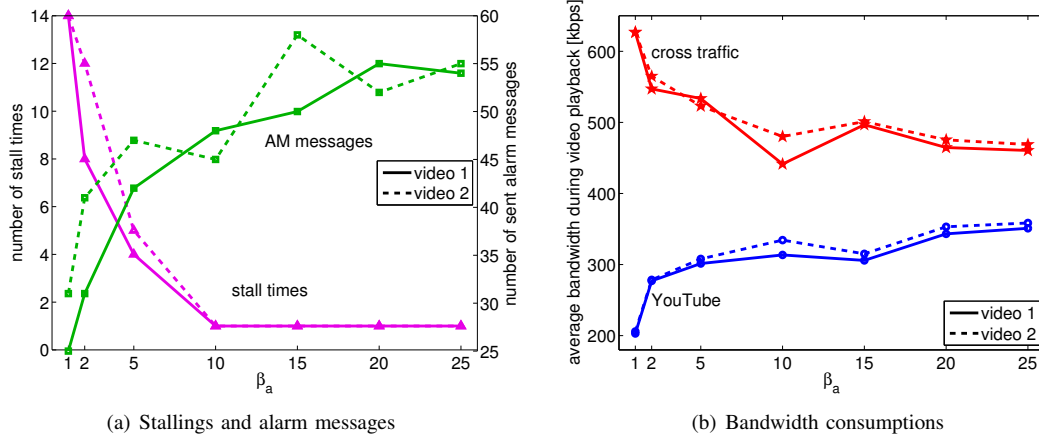 14
12
10
8
6
4
2
0
number of stall times
60
55
50
45
40
35
30
25
number of sent alarm messages
AM messages
video 1
video 2
stall times
1 2 5 10 15 20 25
βa
(a) Stallings and alarm messages
600
500
400
300
200
average bandwidth during video playback [kbps]
cross traffic
YouTube
video 1
video 2
1 2 5 10 15 20 25
βa
(b) Bandwidth consumptions